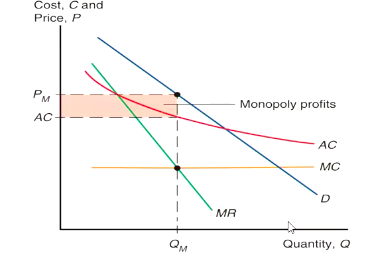 Cost, C and
Price, P
P_M
Monopoly profits
AC
AC
MC
D
MR
Q_M
Quantity, Q